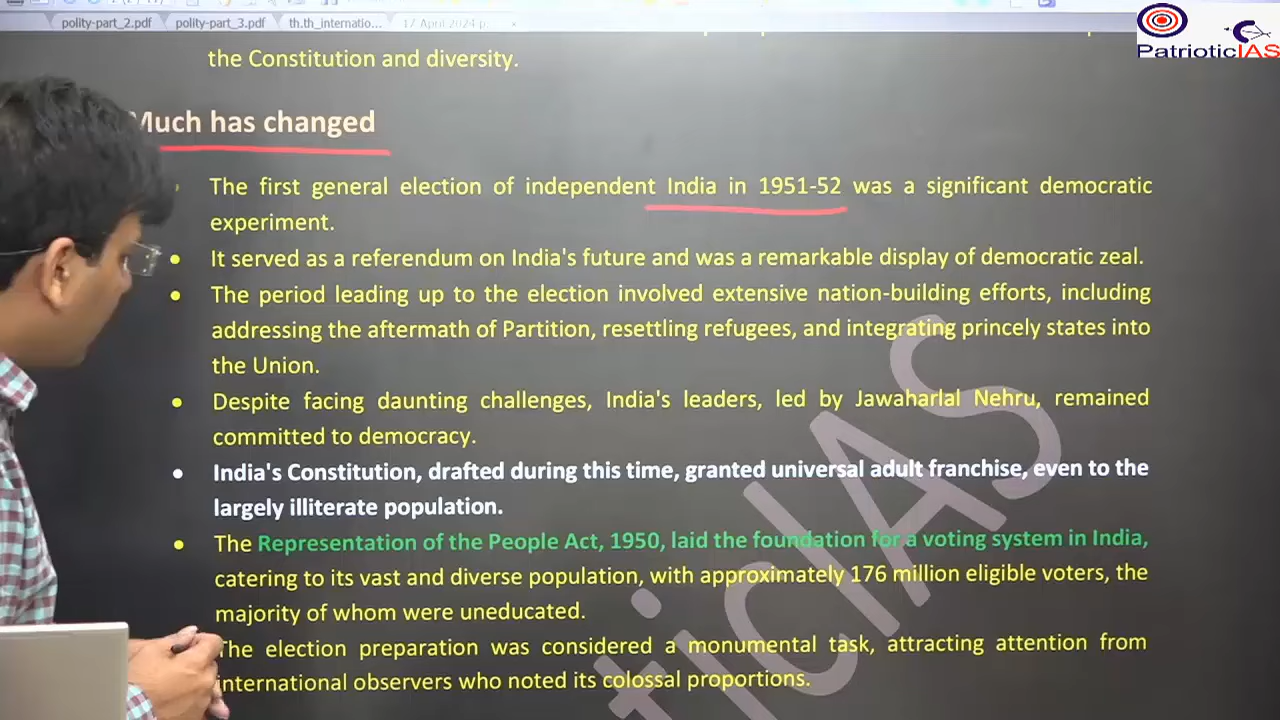 polity-part_2.pdf polity-part_3.pdf th.th_internatio... 17 April 2024 p...
PatrioticIAS
the Constitution and diversity.
Much has changed
The first general election of independent India in 1951-52 was a significant democratic
experiment.
It served as a referendum on India's future and was a remarkable display of democratic zeal.
The period leading up to the election involved extensive nation-building efforts, including
addressing the aftermath of Partition, resettling refugees, and integrating princely states into
the Union.
Despite facing daunting challenges, India's leaders, led by Jawaharlal Nehru, remained
committed to democracy.
India's Constitution, drafted during this time, granted universal adult franchise, even to the
largely illiterate population.
The Representation of the People Act, 1950, laid the foundation for a voting system in India,
catering to its vast and diverse population, with approximately 176 million eligible voters, the
majority of whom were uneducated.
The election preparation was considered a monumental task, attracting attention from
international observers who noted its colossal proportions.
ticIAS